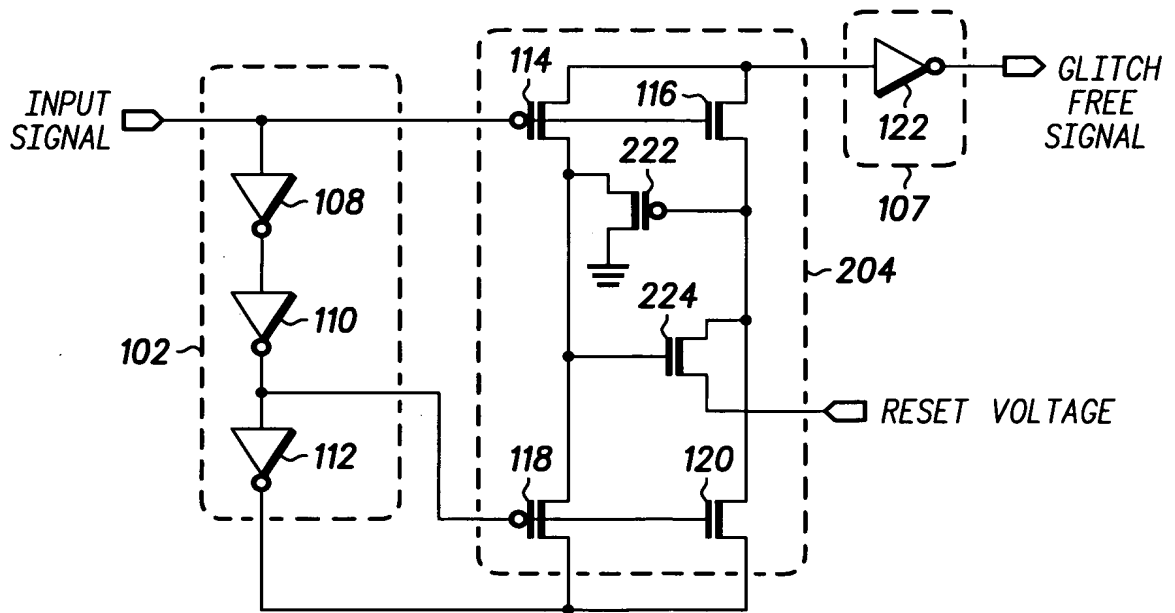 INPUT
SIGNAL
108
110
102
112
114
116
222
224
118
120
204
122
107
GLITCH
FREE
SIGNAL
RESET VOLTAGE